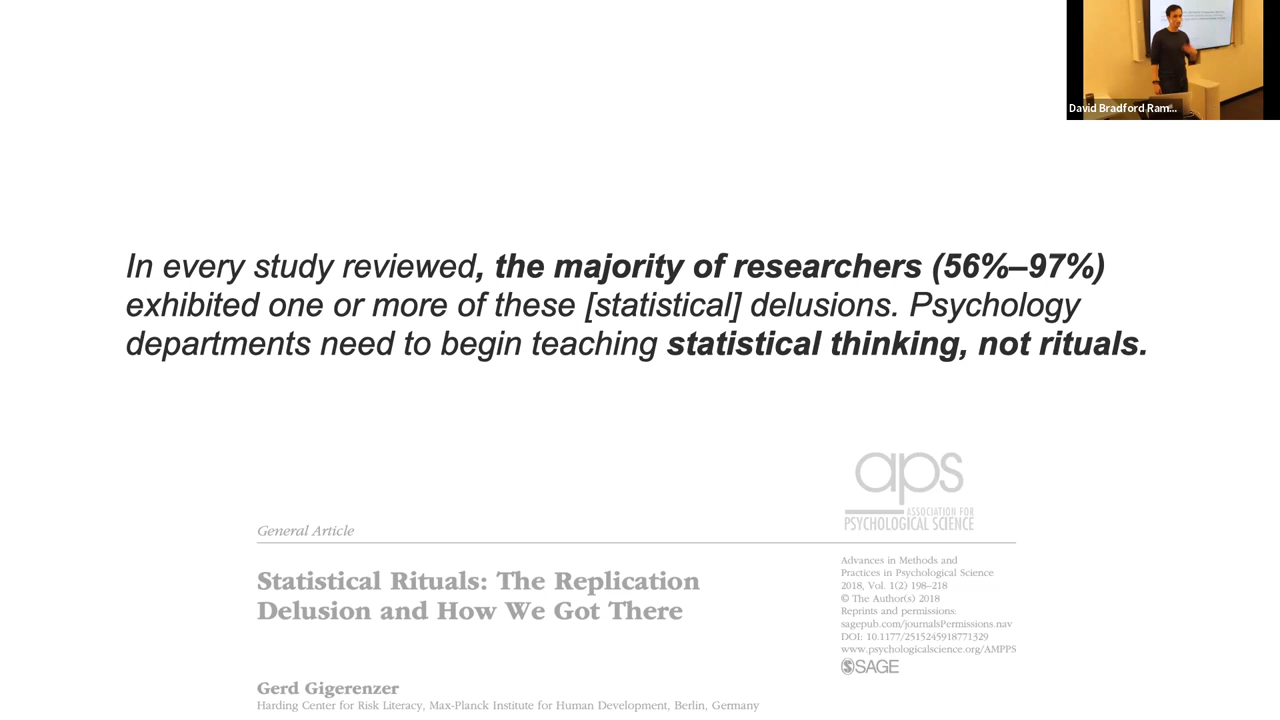 David Bradford Ram...
In every study reviewed, the majority of researchers (56%–97%)
exhibited one or more of these [statistical] delusions. Psychology
departments need to begin teaching statistical thinking, not rituals.
aps
ASSOCIATION FOR
PSYCHOLOGICAL SCIENCE
General Article
Statistical Rituals: The Replication
Delusion and How We Got There
Advances in Methods and
Practices in Psychological Science
2018, Vol. 1(2) 198–218
© The Author(s) 2018
Reprints and permissions:
sagepub.com/journalsPermissions.nav
DOI: 10.1177/2515245918771329
www.psychologicalscience.org/AMPPS
SAGE
Gerd Gigerenzer
Harding Center for Risk Literacy, Max-Planck Institute for Human Development, Berlin, Germany